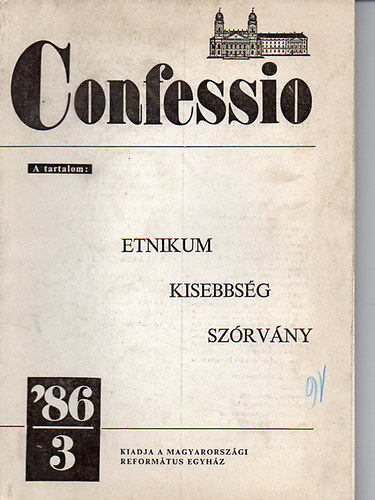 Confessio
A tartalom:
ETNIKUM
KISEBBSÉG
SZÓRVÁNY
'86
3
KIADJA A MAGYARORSZÁGI
REFORMÁTUS EGYHÁZ